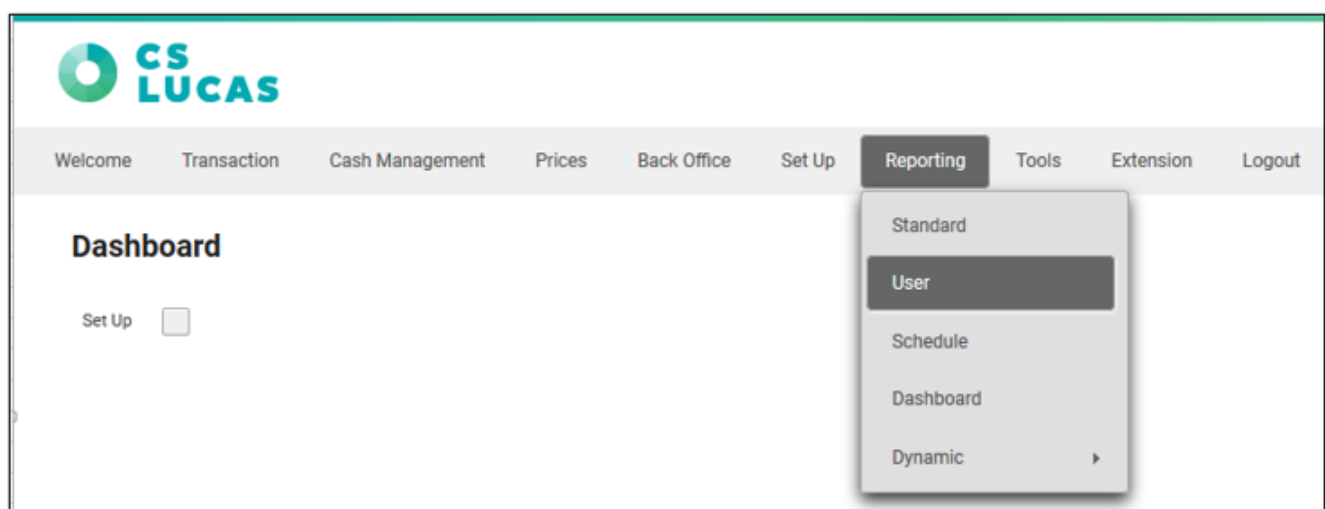 CS
LUCAS
Welcome Transaction Cash Management Prices Back Office Set Up Reporting Tools Extension Logout
Dashboard
Set Up
Standard
User
Schedule
Dashboard
Dynamic